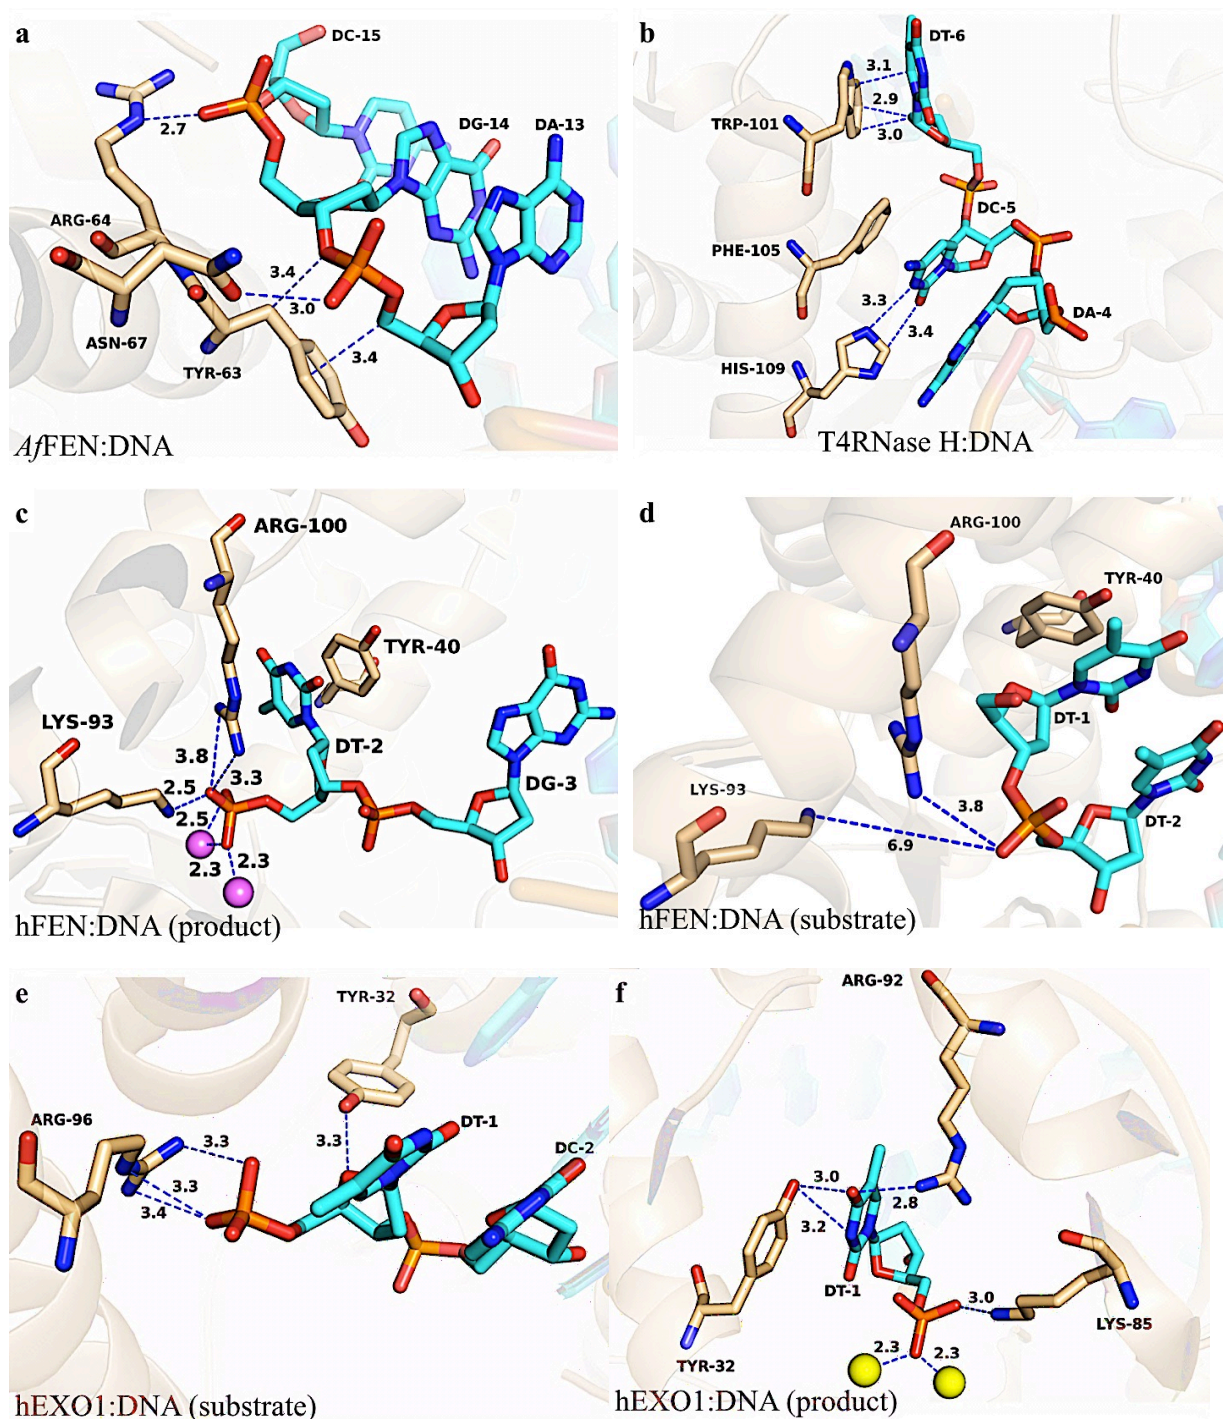 a
DC-15
DG-14
DA-13
2.7
ARG-64
3.4
3.0
ASN-67
TYR-63
3.4
AfFEN:DNA
b
DT-6
3.1
2.9
TRP-101
3.0
DC-5
PHE-105
3.3
DA-4
3.4
HIS-109
T4RNase H:DNA
c
ARG-100
TYR-40
LYS-93
3.8
DT-2
3.3
2.5
DG-3
2.5
2.3
2.3
hFEN:DNA (product)
d
ARG-100
TYR-40
DT-1
LYS-93
3.8
DT-2
6.9
hFEN:DNA (substrate)
e
TYR-32
ARG-96
DT-1
3.3
3.3
DC-2
3.3
3.4
hEXO1:DNA (substrate)
f
ARG-92
3.0
2.8
3.2
DT-1
3.0
LYS-85
2.3
2.3
TYR-32
hEXO1:DNA (product)